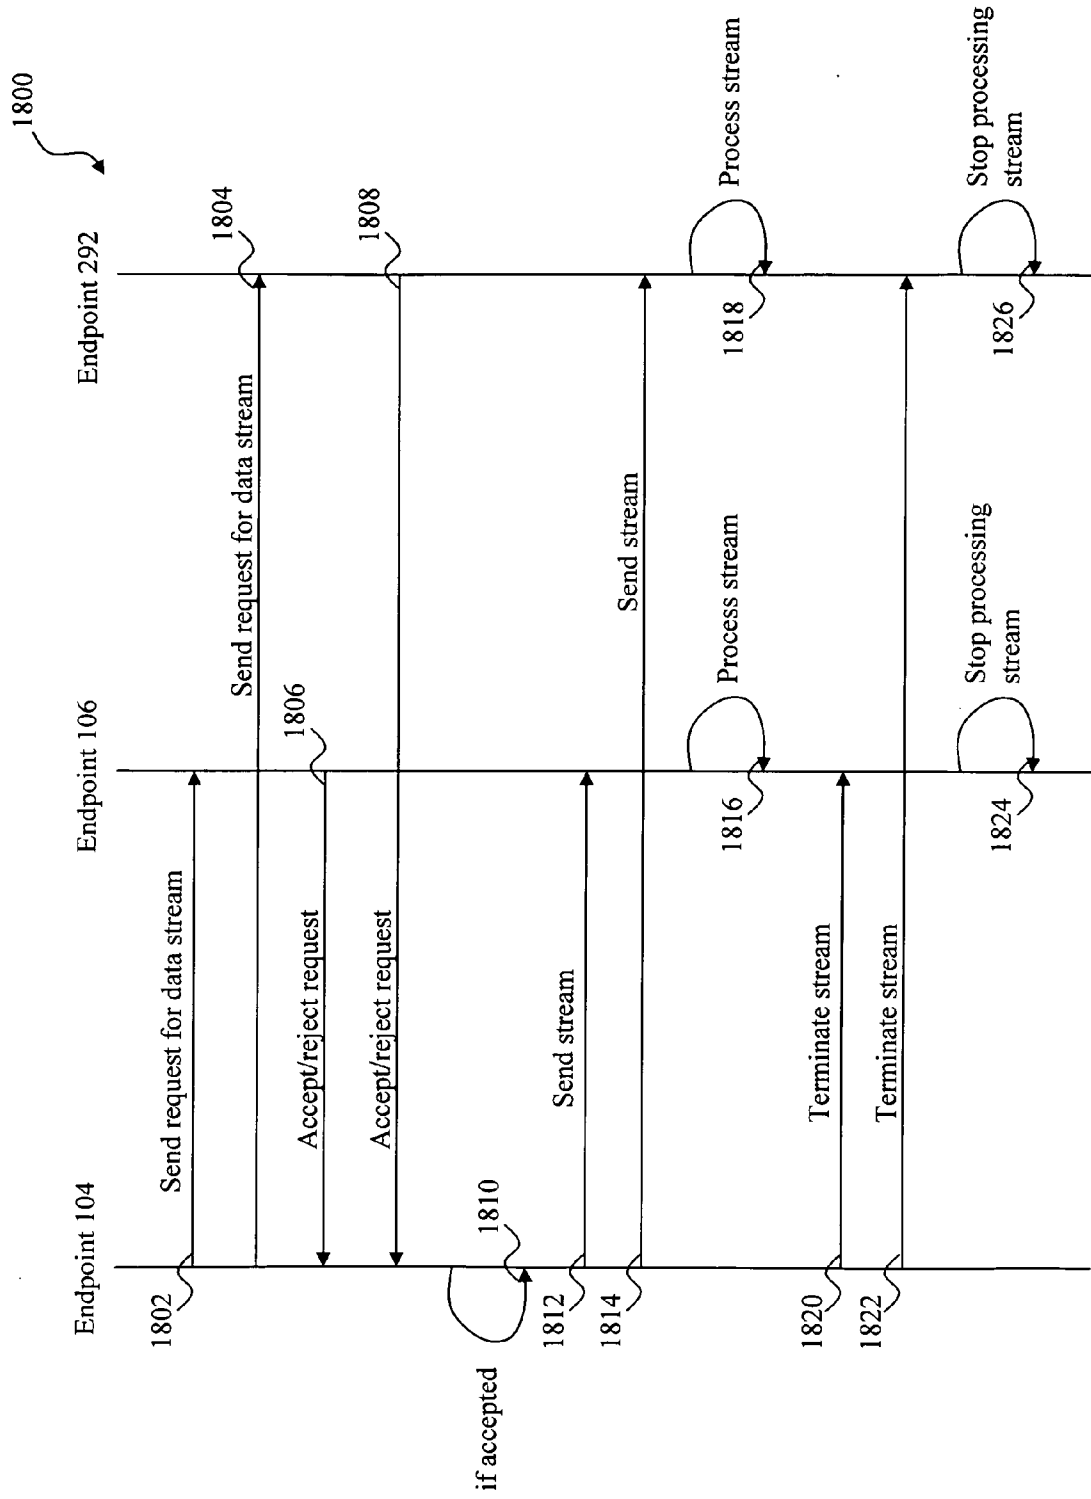 1800
Endpoint 104
Endpoint 106
Endpoint 292
1802
Send request for data stream
Send request for data stream
1804
Accept/reject request
1806
Accept/reject request
1808
if accepted
1810
1812
Send stream
1814
Send stream
Process stream
1816
Process stream
1818
1820
Terminate stream
1822
Terminate stream
Stop processing
stream
1824
Stop processing
stream
1826